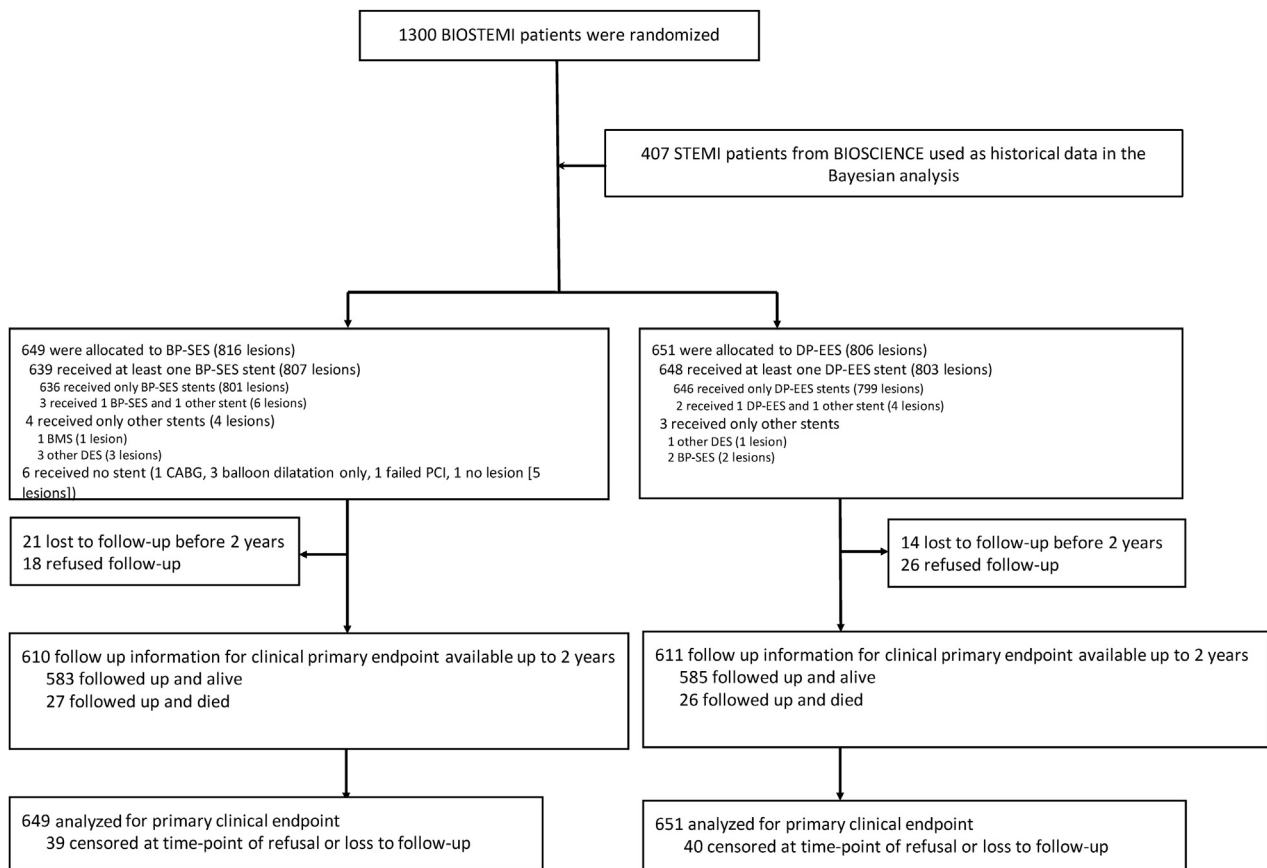 1300 BIOSTEMI patients were randomized
407 STEMI patients from BIOSCIENCE used as historical data in the
Bayesian analysis
649 were allocated to BP-SES (816 lesions)
639 received at least one BP-SES stent (807 lesions)
636 received only BP-SES stents (801 lesions)
3 received 1 BP-SES and 1 other stent (6 lesions)
4 received only other stents (4 lesions)
1 BMS (1 lesion)
3 other DES (3 lesions)
6 received no stent (1 CABG, 3 balloon dilatation only, 1 failed PCI, 1 no lesion [5
lesions])
651 were allocated to DP-EES (806 lesions)
648 received at least one DP-EES stent (803 lesions)
646 received only DP-EES stents (799 lesions)
2 received 1 DP-EES and 1 other stent (4 lesions)
3 received only other stents
1 other DES (1 lesion)
2 BP-SES (2 lesions)
21 lost to follow-up before 2 years
18 refused follow-up
14 lost to follow-up before 2 years
26 refused follow-up
610 follow up information for clinical primary endpoint available up to 2 years
583 followed up and alive
27 followed up and died
611 follow up information for clinical primary endpoint available up to 2 years
585 followed up and alive
26 followed up and died
649 analyzed for primary clinical endpoint
39 censored at time-point of refusal or loss to follow-up
651 analyzed for primary clinical endpoint
40 censored at time-point of refusal or loss to follow-up